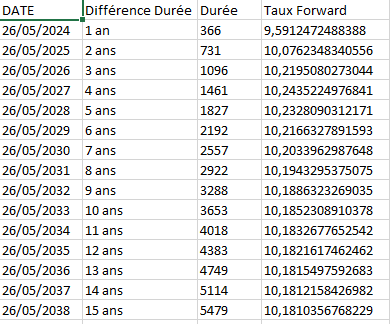 DATE Différence Durée Durée Taux Forward
26/05/2024 1 an 366 9,5912472488388
26/05/2025 2 ans 731 10,0762348340556
26/05/2026 3 ans 1096 10,2195080273044
26/05/2027 4 ans 1461 10,2435224976841
26/05/2028 5 ans 1827 10,2328090312171
26/05/2029 6 ans 2192 10,2166327891593
26/05/2030 7 ans 2557 10,2033962987648
26/05/2031 8 ans 2922 10,1943295375075
26/05/2032 9 ans 3288 10,1886323269035
26/05/2033 10 ans 3653 10,1852308910378
26/05/2034 11 ans 4018 10,1832677652542
26/05/2035 12 ans 4383 10,1821617462462
26/05/2036 13 ans 4749 10,1815497592683
26/05/2037 14 ans 5114 10,1812158426982
26/05/2038 15 ans 5479 10,1810356768229